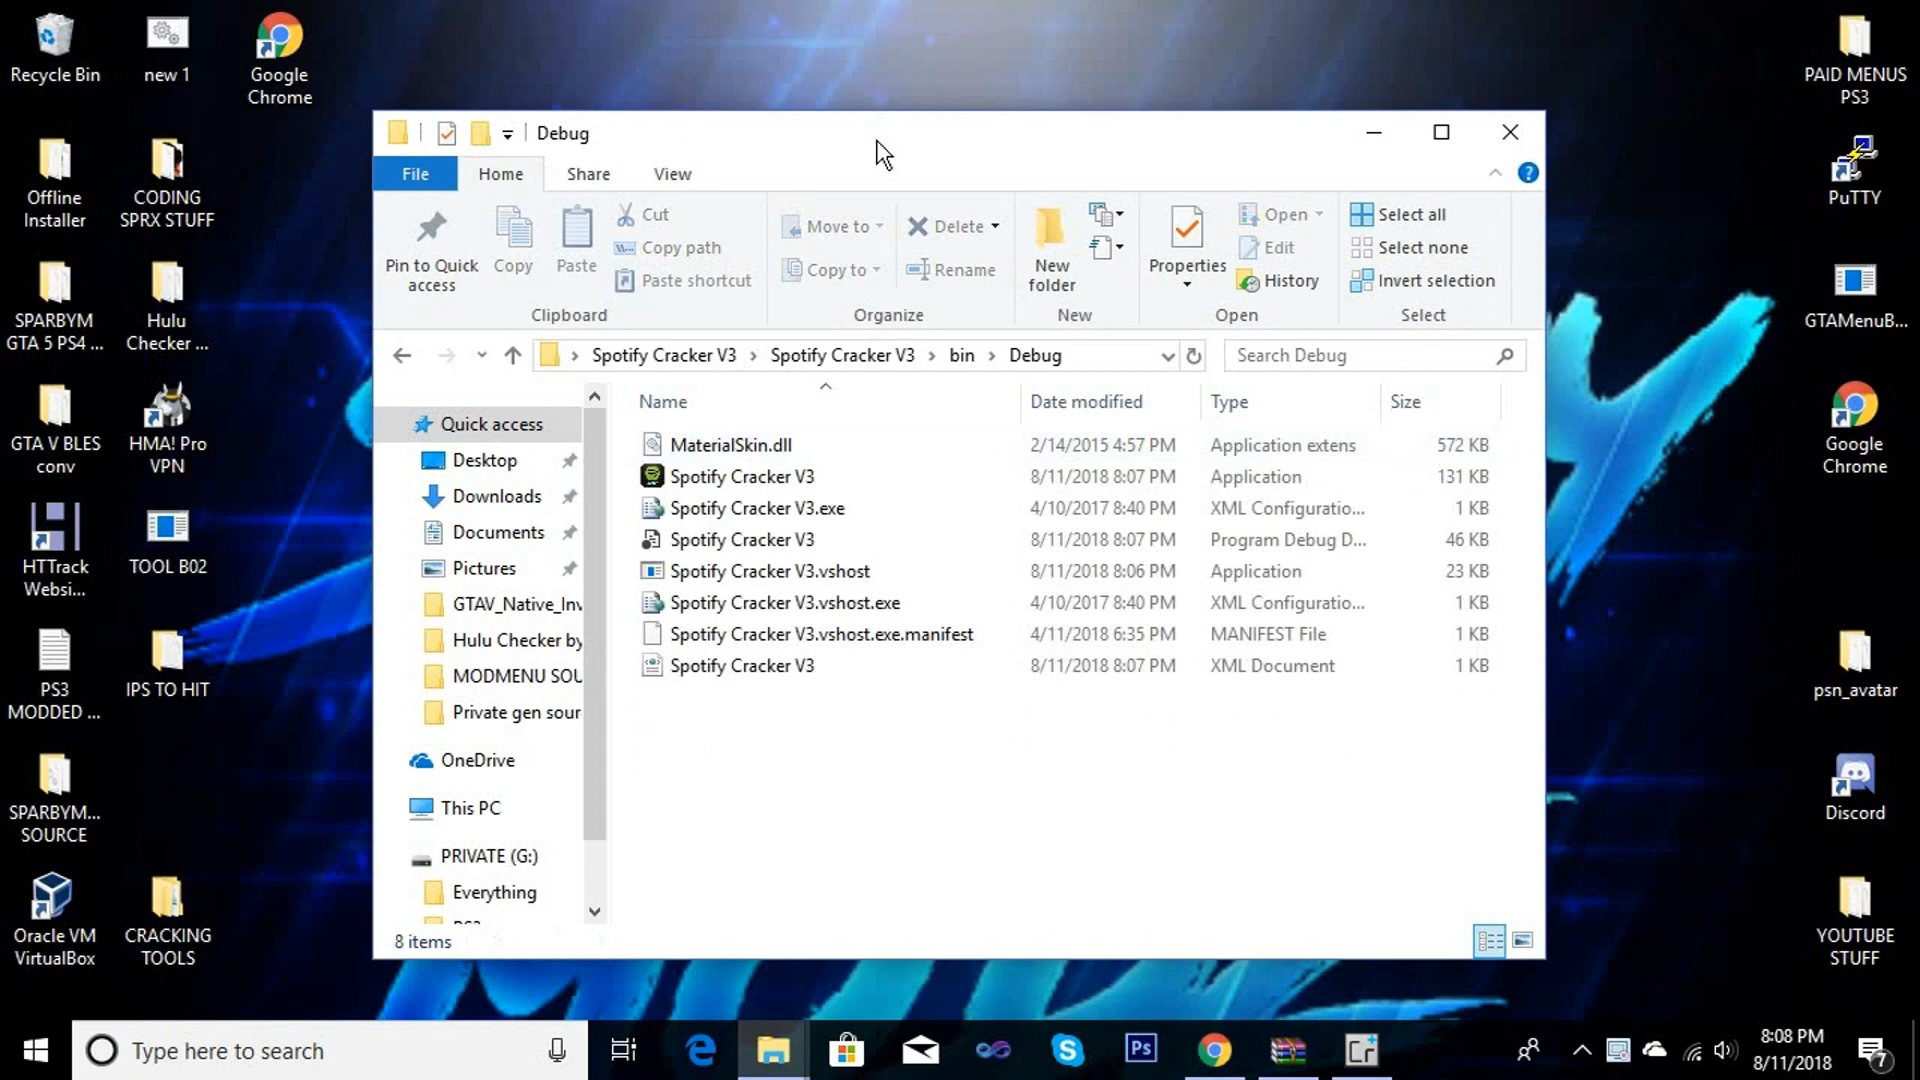 Recycle Bin
new 1
Google
Chrome
Offline
Installer
CODING
SPRX STUFF
SPARBYM
GTA 5 PS4 ...
Hulu
Checker ...
GTA V BLES
conv
HMA! Pro
VPN
HTTrack
Websi...
TOOL B02
PS3
MODDED ...
IPS TO HIT
SPARBYM...
SOURCE
Oracle VM
VirtualBox
CRACKING
TOOLS
Debug
File
Home
Share
View
Pin to Quick
access
Copy
Paste
Cut
Copy path
Paste shortcut
Clipboard
Move to
Copy to
Delete
Rename
Organize
New
folder
New
Properties
Open
Edit
History
Open
Select all
Select none
Invert selection
Select
Spotify Cracker V3 > Spotify Cracker V3 > bin > Debug
Search Debug
Quick access
Desktop
Downloads
Documents
Pictures
GTAV_Native_Inv
Hulu Checker by
MODMENU SOU
Private gen sour
OneDrive
This PC
PRIVATE (G:)
Everything
Name Date modified Type Size
MaterialSkin.dll 2/14/2015 4:57 PM Application extens 572 KB
Spotify Cracker V3 8/11/2018 8:07 PM Application 131 KB
Spotify Cracker V3.exe 4/10/2017 8:40 PM XML Configuratio... 1 KB
Spotify Cracker V3 8/11/2018 8:07 PM Program Debug D... 46 KB
Spotify Cracker V3.vshost 8/11/2018 8:06 PM Application 23 KB
Spotify Cracker V3.vshost.exe 4/10/2017 8:40 PM XML Configuratio... 1 KB
Spotify Cracker V3.vshost.exe.manifest 4/11/2018 6:35 PM MANIFEST File 1 KB
Spotify Cracker V3 8/11/2018 8:07 PM XML Document 1 KB
8 items
PAID MENUS
PS3
PuTTY
GTAMenuB...
Google
Chrome
psn_avatar
Discord
YOUTUBE
STUFF
Type here to search
Ps
Cr
8:08 PM
8/11/2018
7